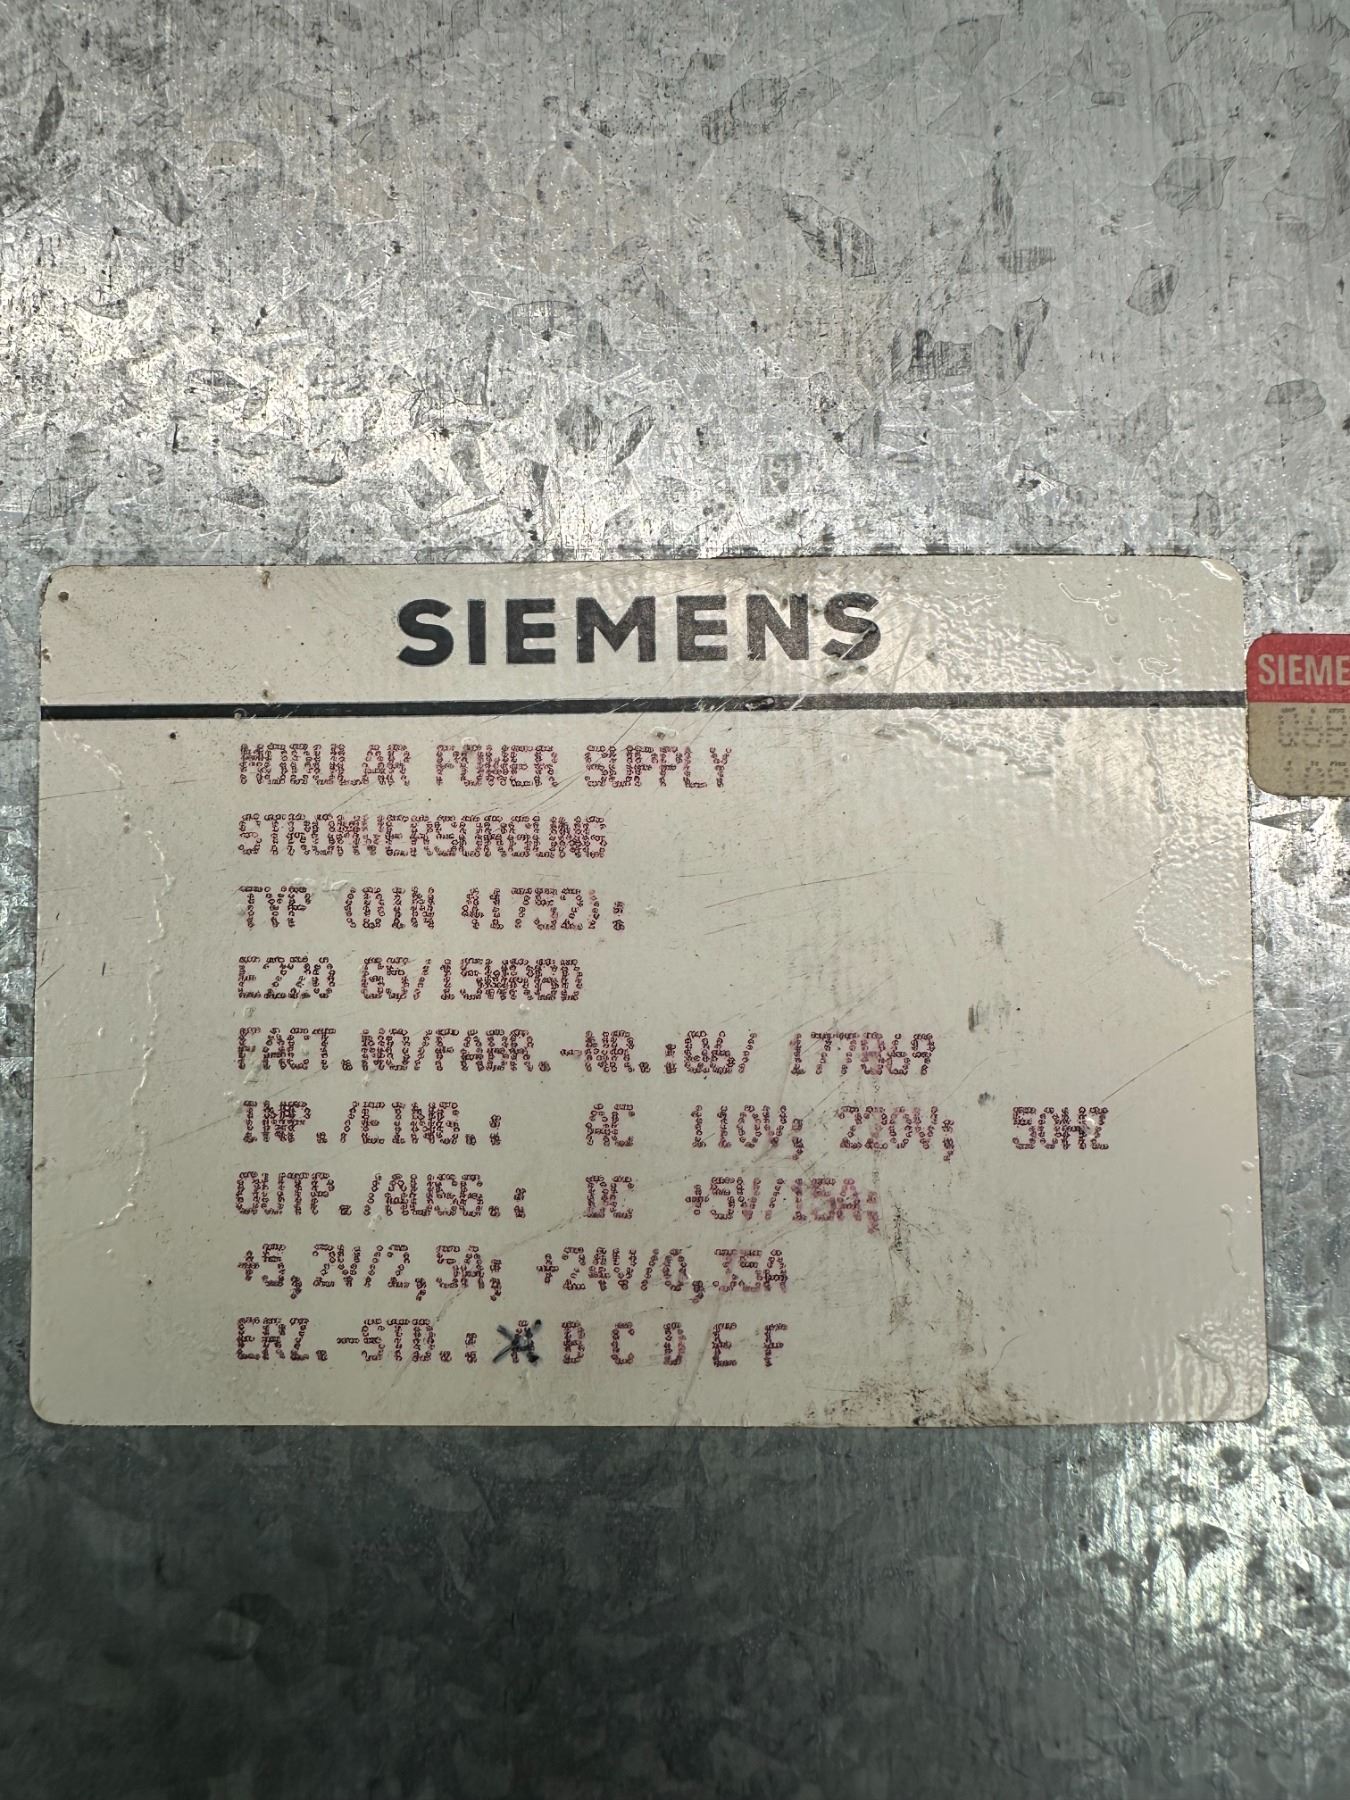 SIEMENS
MODULAR POWER SUPPLY
STROMVERSORGUNG
TYP (DIN 41752):
E220 G5/15WRGD
FACT.NO/FABR.-NR.:86/ 177869
INP./EING.: AC 110V; 220V; 50HZ
OUTP./AUSG.: DC +5V/15A;
+5,2V/2,5A; +24V/0,35A
ERZ.-STD.: A B C D E F
SIEME